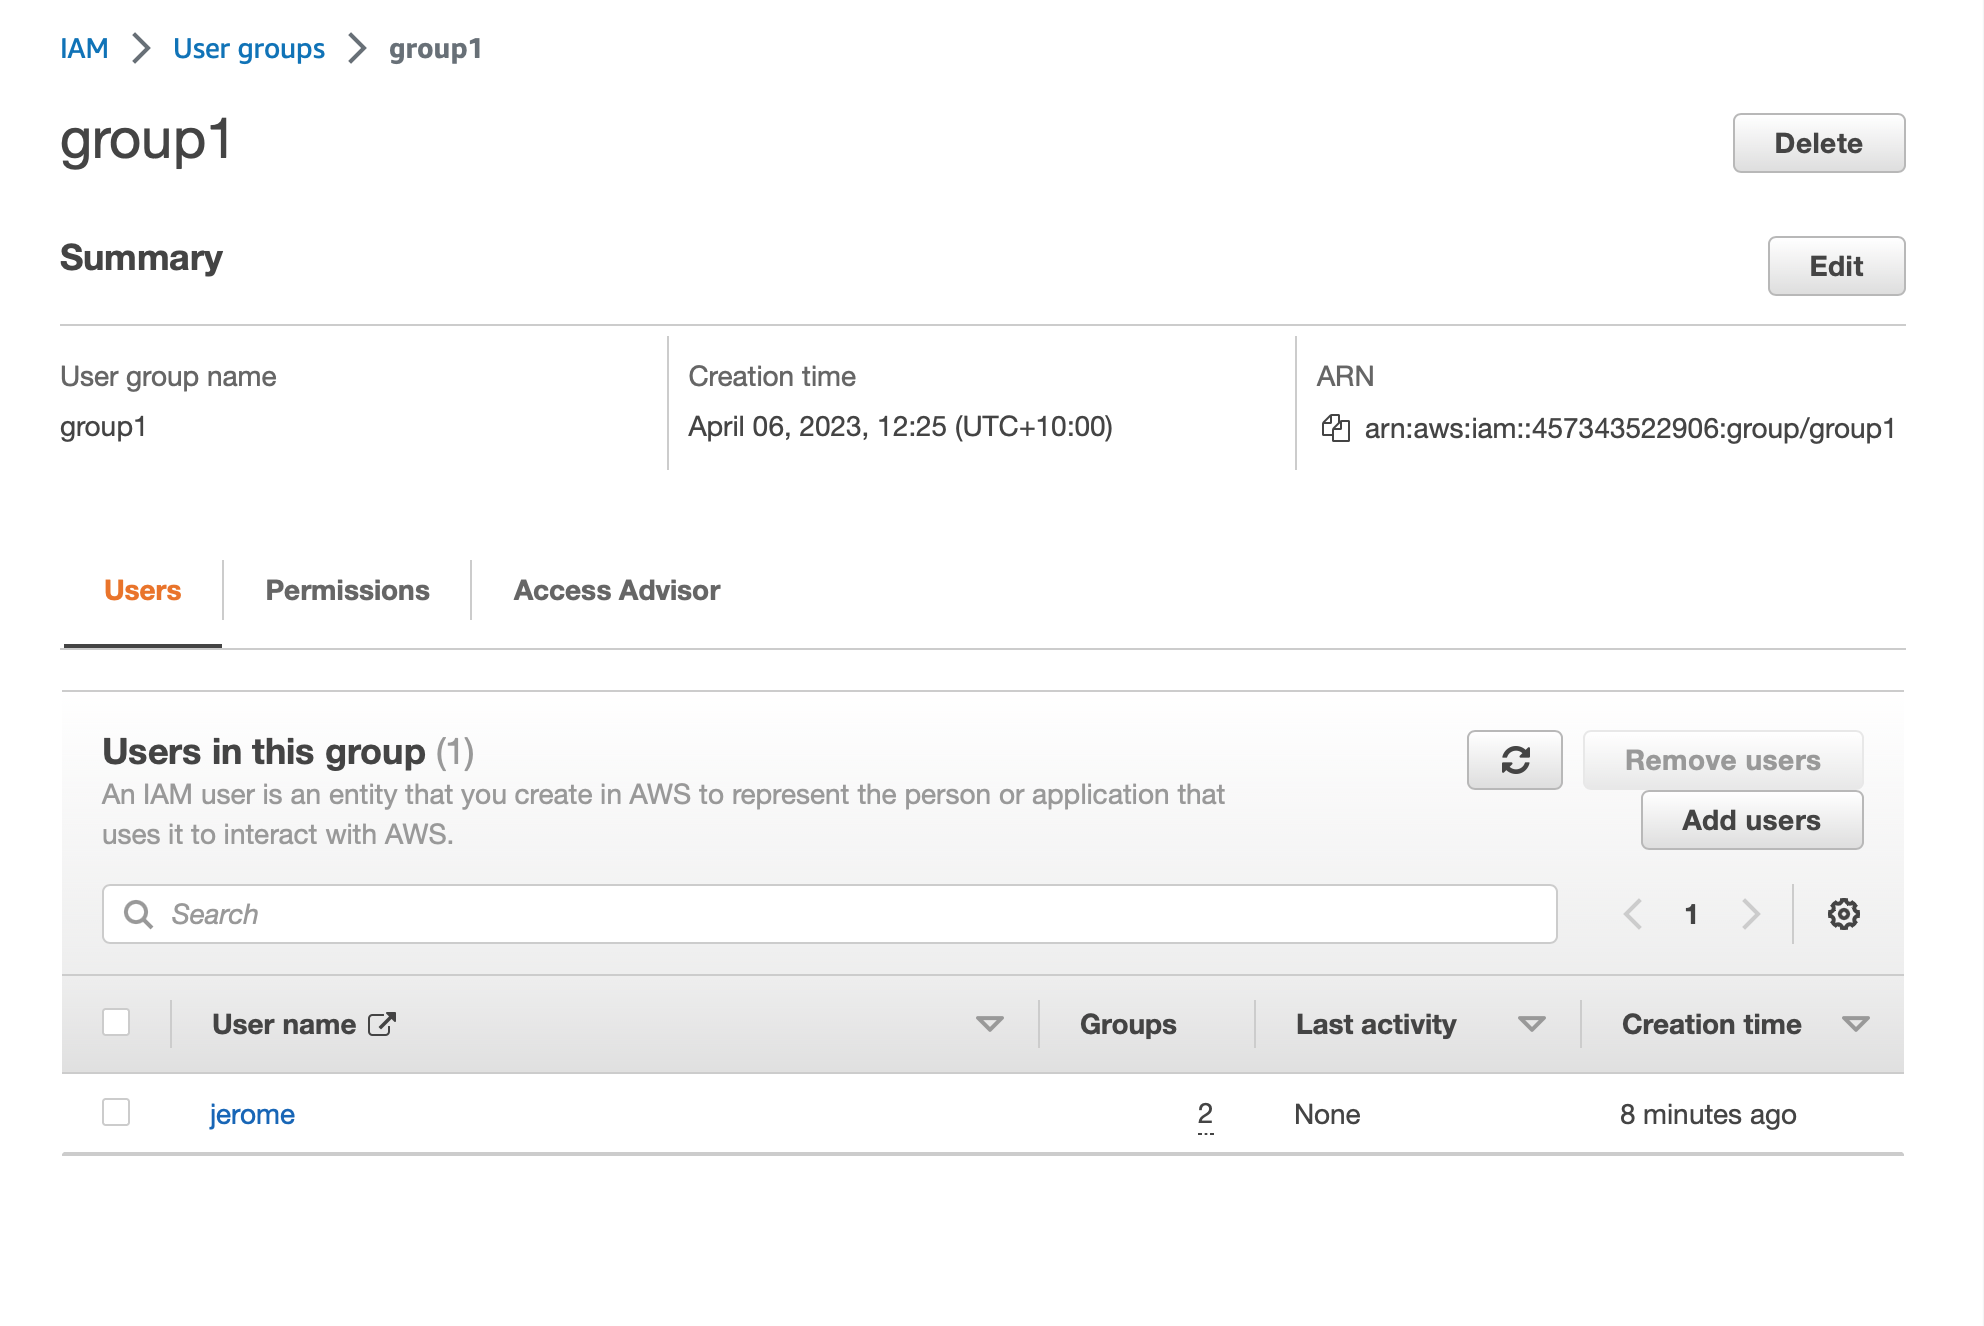 IAM > User groups > group1
group1
Delete
Summary
Edit
User group name
group1
Creation time
April 06, 2023, 12:25 (UTC+10:00)
ARN
arn:aws:iam::457343522906:group/group1
Users
Permissions
Access Advisor
Users in this group (1)
An IAM user is an entity that you create in AWS to represent the person or application that
uses it to interact with AWS.
Remove users
Add users
Search
1
User name Groups Last activity Creation time
jerome 2 None 8 minutes ago